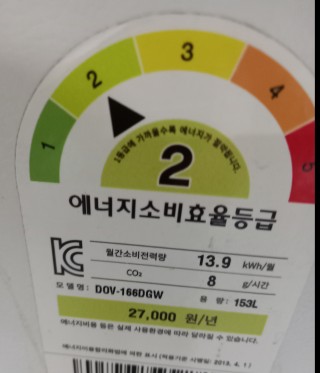 1 2 3 4 5
1등급에 가까울수록 에너지가 절약됩니다.
2
에너지소비효율등급
월간소비전력량 13.9 kWh/월
CO₂ 8 g/시간
모델명: DOV-166DGW 용량: 153L
27,000 원/년
에너지비용 등은 실제 사용환경에 따라 달라질 수 있습니다.